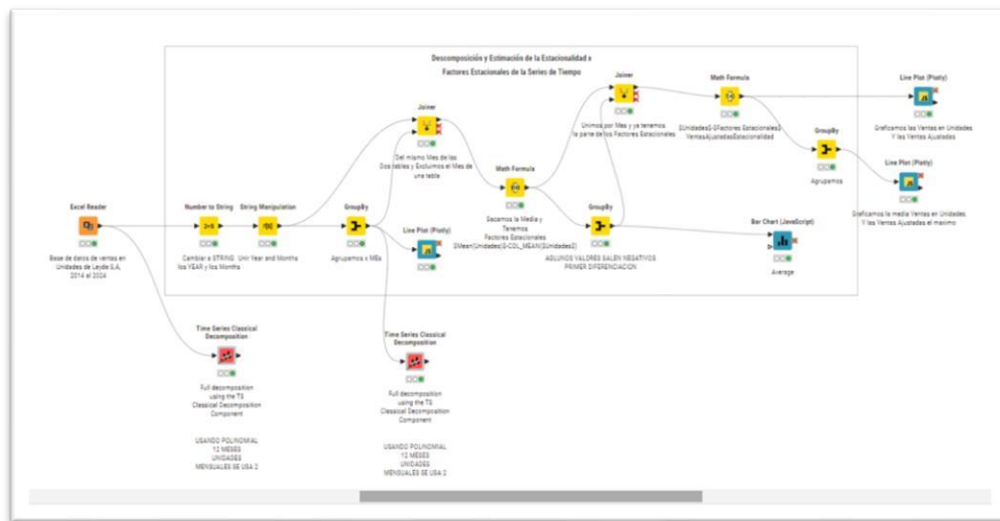 Descomposición y Estimación de la Estacionalidad x
Factores Estacionales de la Series de Tiempo
Joiner
Unimos por Mes y ya tenemos
la parte de los Factores Estacionales
Math Formula
$Unidades$-$Factores Estacionales$
VentasAjustadasEstacionalidad
Line Plot (Plotly)
Graficamos las Ventas en Unidades
Y las Ventas Ajustadas
Joiner
Del mismo Mes de las
Dos tables y Excluimos el Mes de
una table
GroupBy
Agrupamos
Line Plot (Plotly)
Graficamos la media Ventas en Unidades
Y las Ventas Ajustadas el maximo
Math Formula
Sacamos la Media y
Tenemos
Factores Estacionales
$Mean(Unidades)$-COL_MEAN($Unidades$)
Excel Reader
Base de datos de ventas en
Unidades de Leyde S.A,
2014 al 2024
Number to String
Cambiar a STRING
los YEAR y los Months
String Manipulation
Unir Year and Months
GroupBy
Agrupamos x MEs
Line Plot (Plotly)
GroupBy
AGLUNOS VALORES SALEN NEGATIVOS
PRIMER DIFERENCIACION
Bar Chart (JavaScript)
Average
Time Series Classical
Decomposition
Full decomposition
using the TS
Classical Decomposition
Component
USANDO POLINOMIAL
12 MESES
UNIDADES
MENSUALES SE USA 2
Time Series Classical
Decomposition
Full decomposition
using the TS
Classical Decomposition
Component
USANDO POLINOMIAL
12 MESES
UNIDADES
MENSUALES SE USA 2